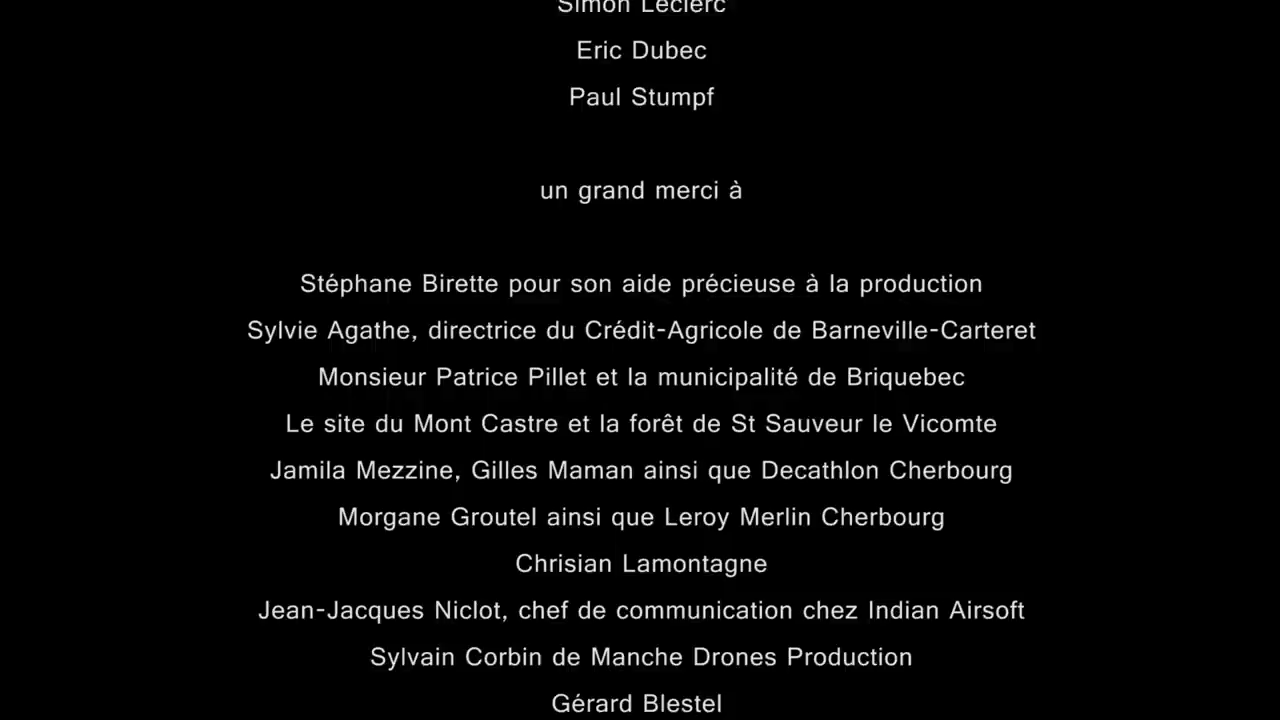 Simon Leclerc
Eric Dubec
Paul Stumpf
un grand merci à
Stéphane Birette pour son aide précieuse à la production
Sylvie Agathe, directrice du Crédit-Agricole de Barneville-Carteret
Monsieur Patrice Pillet et la municipalité de Briquebec
Le site du Mont Castre et la forêt de St Sauveur le Vicomte
Jamila Mezzine, Gilles Maman ainsi que Decathlon Cherbourg
Morgane Groutel ainsi que Leroy Merlin Cherbourg
Chrisian Lamontagne
Jean-Jacques Niclot, chef de communication chez Indian Airsoft
Sylvain Corbin de Manche Drones Production
Gérard Blestel